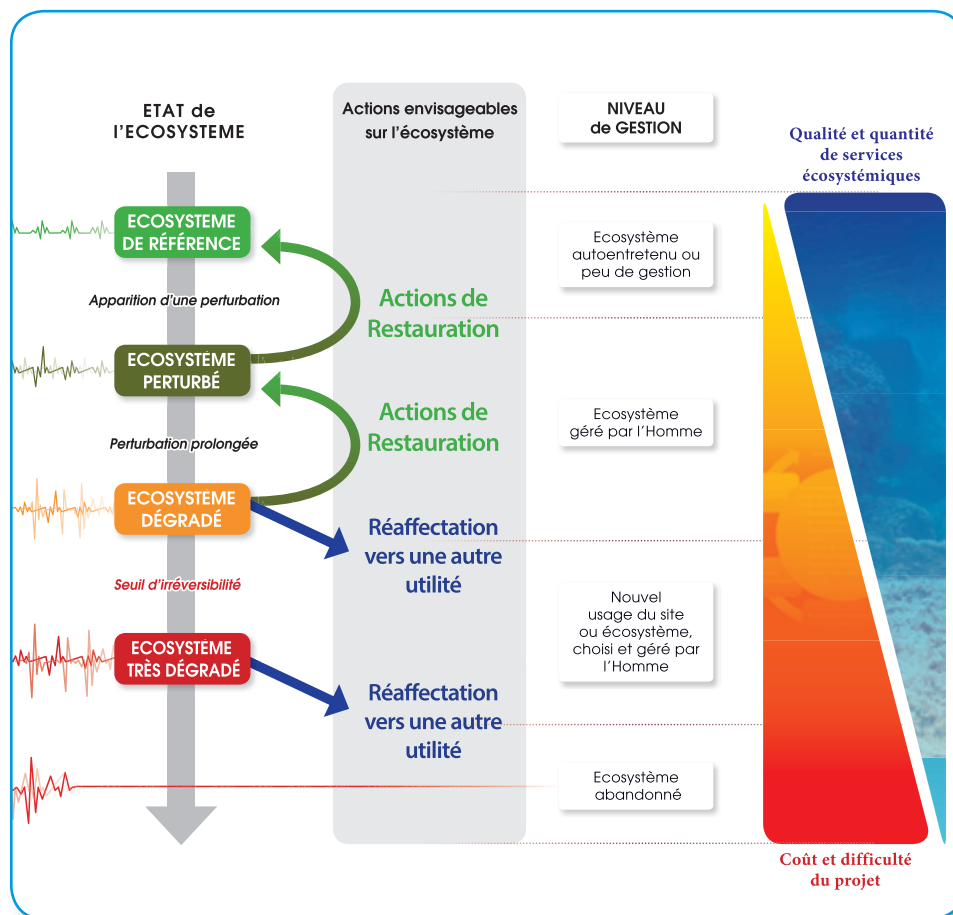 ETAT de
l'ECOSYSTEME
Actions envisageables
sur l'écosystème
NIVEAU
de GESTION
Qualité et quantité
de services
écosystémiques
ECOSYSTEME
DE RÉFÉRENCE
Ecosystème
autoentretenu ou
peu de gestion
Apparition d'une perturbation
Actions de
Restauration
ECOSYSTÈME
PERTURBÉ
Actions de
Restauration
Ecosystème
géré par l'Homme
Perturbation prolongée
ECOSYSTÈME
DÉGRADÉ
Réaffectation
vers une autre
utilité
Seuil d'irréversibilité
Nouvel
usage du site
ou écosystème,
choisi et géré par
l'Homme
ECOSYSTÈME
TRÈS DÉGRADÉ
Réaffectation
vers une autre
utilité
Ecosystème
abandonné
Coût et difficulté
du projet